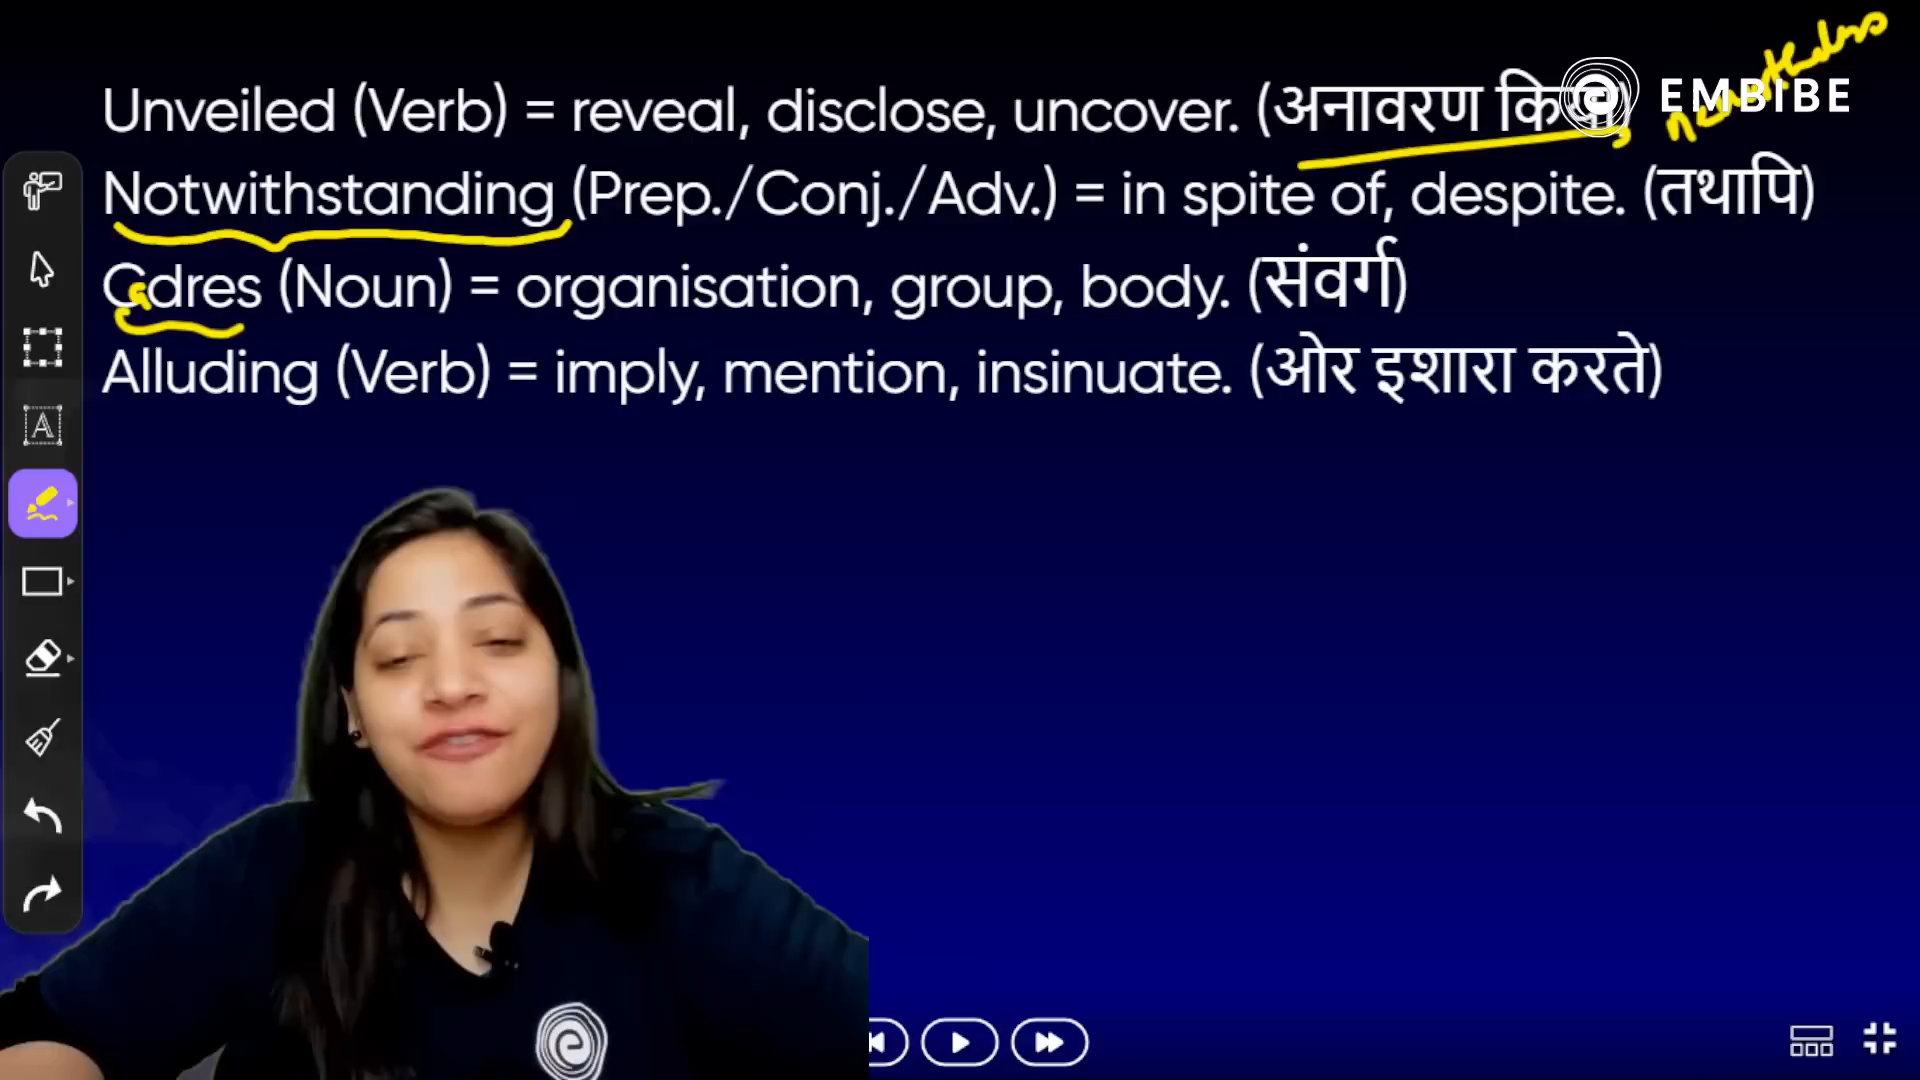 Unveiled (Verb) = reveal, disclose, uncover. (अनावरण किया)
Notwithstanding (Prep./Conj./Adv.) = in spite of, despite. (तथापि)
Cadres (Noun) = organisation, group, body. (संवर्ग)
Alluding (Verb) = imply, mention, insinuate. (ओर इशारा करते)
EMBIBE